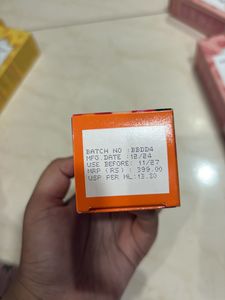 BATCH NO :BBDD4
MFG.DATE :12/24
USE BEFORE: 11/27
MRP (RS) : 399.00
USP PER ML:13.30